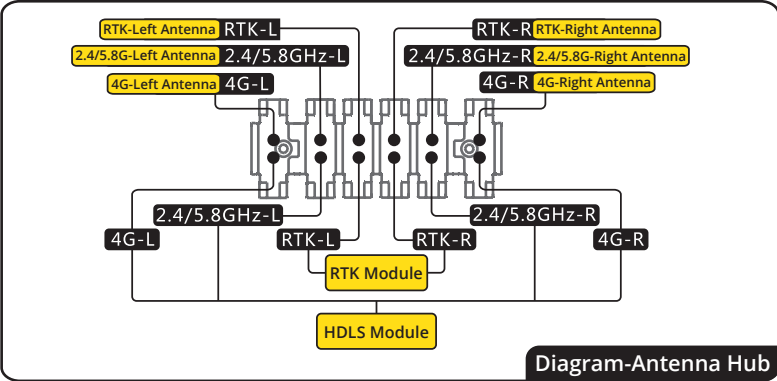 RTK-Left Antenna RTK-L RTK-R RTK-Right Antenna
2.4/5.8G-Left Antenna 2.4/5.8GHz-L 2.4/5.8GHz-R 2.4/5.8G-Right Antenna
4G-Left Antenna 4G-L 4G-R 4G-Right Antenna
2.4/5.8GHz-L 2.4/5.8GHz-R
4G-L RTK-L RTK-R 4G-R
RTK Module
HDLS Module
Diagram-Antenna Hub